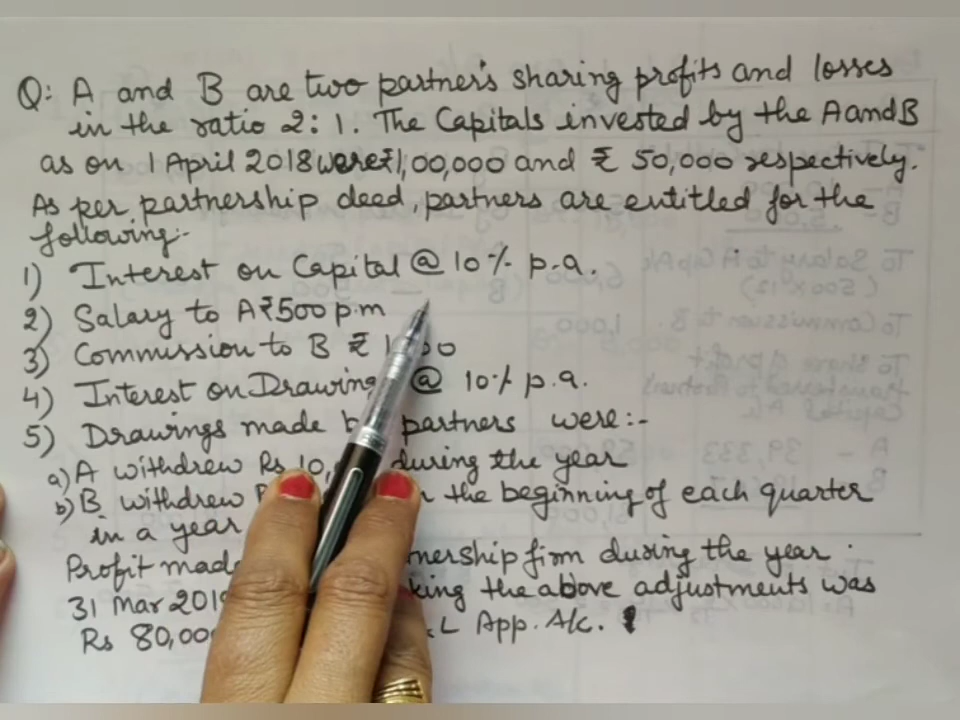 Q: A and B are two partner's sharing profits and losses
in the ratio 2:1. The Capitals invested by the A and B
as on 1 April 2018 were ₹1,00,000 and ₹ 50,000 respectively.
As per partnership deed, partners are entitled for the
following:-
1) Interest on Capital @ 10% p.a.
2) Salary to A ₹500 p.m
3) Commission to B ₹
4) Interest on Drawing @ 10% p.a.
5) Drawings made partners were:-
a) A withdrew Rs 10, during the year
b) B withdrew the beginning of each quarter
in a year
Profit made firm during the year
31 Mar the above adjustments was
Rs 80,000 App. A/c.